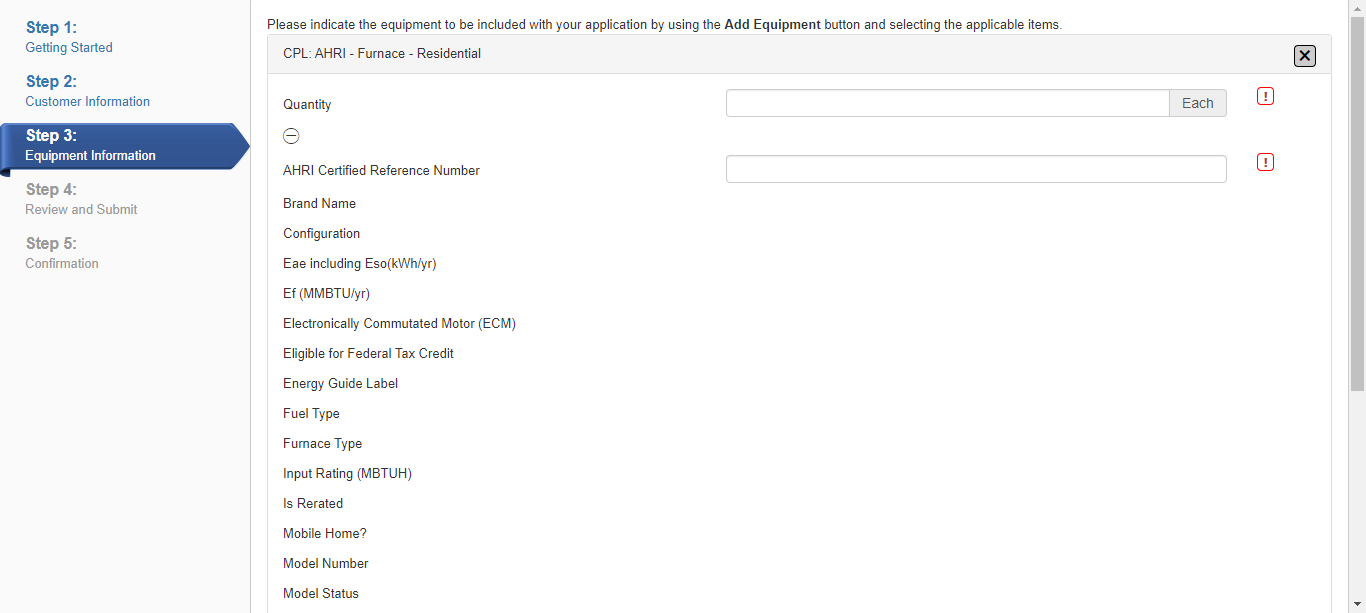 Step 1:
Getting Started
Step 2:
Customer Information
Step 3:
Equipment Information
Step 4:
Review and Submit
Step 5:
Confirmation
Please indicate the equipment to be included with your application by using the Add Equipment button and selecting the applicable items.
CPL: AHRI - Furnace - Residential
Quantity
Each
AHRI Certified Reference Number
Brand Name
Configuration
Eae including Eso(kWh/yr)
Ef (MMBTU/yr)
Electronically Commutated Motor (ECM)
Eligible for Federal Tax Credit
Energy Guide Label
Fuel Type
Furnace Type
Input Rating (MBTUH)
Is Rerated
Mobile Home?
Model Number
Model Status